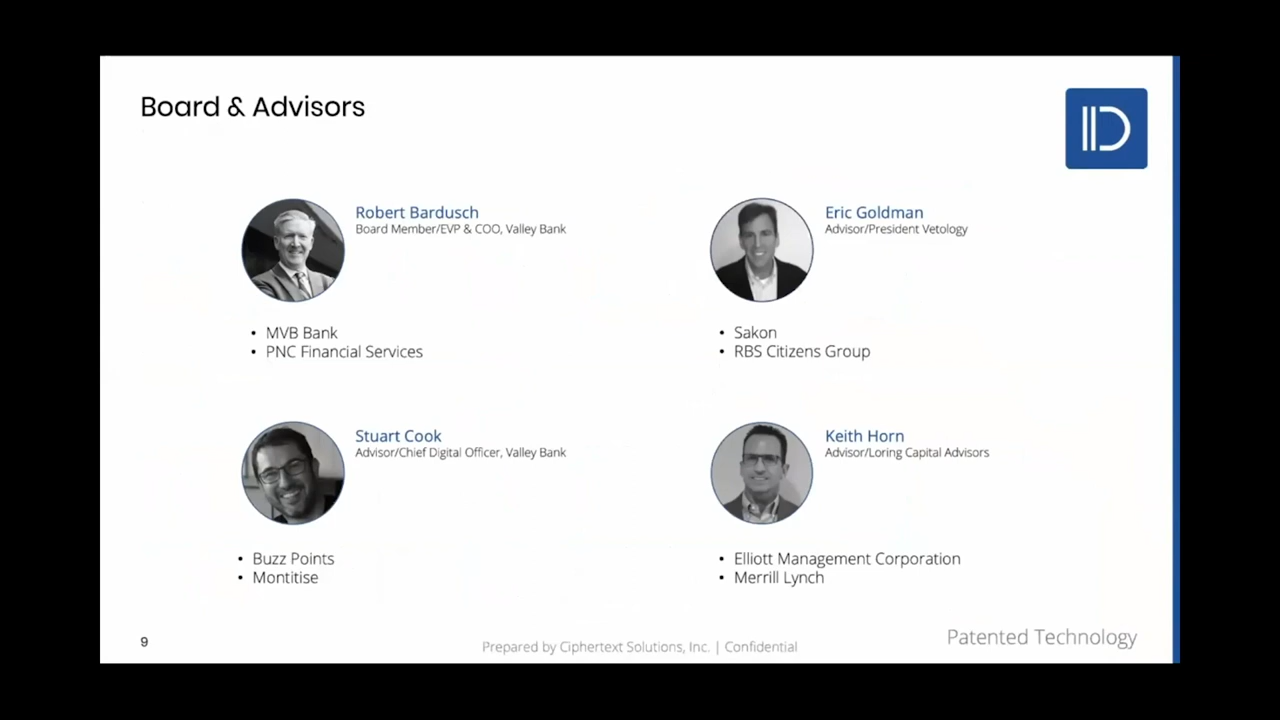 Board & Advisors
Robert Bardusch
Board Member/EVP & COO, Valley Bank
• MVB Bank
• PNC Financial Services
Eric Goldman
Advisor/President Vetology
• Sakon
• RBS Citizens Group
Stuart Cook
Advisor/Chief Digital Officer, Valley Bank
• Buzz Points
• Montitise
Keith Horn
Advisor/Loring Capital Advisors
• Elliott Management Corporation
• Merrill Lynch
9
Prepared by Ciphertext Solutions, Inc. | Confidential
Patented Technology